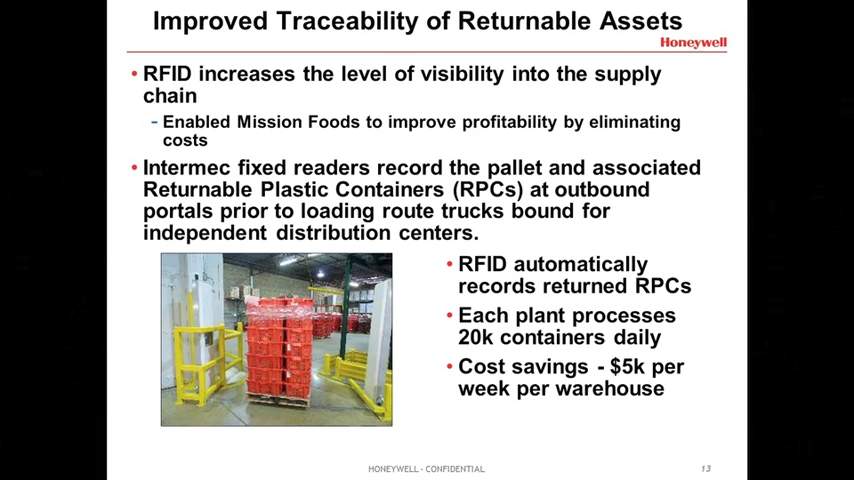 Improved Traceability of Returnable Assets
Honeywell
• RFID increases the level of visibility into the supply
chain
- Enabled Mission Foods to improve profitability by eliminating
costs
• Intermec fixed readers record the pallet and associated
Returnable Plastic Containers (RPCs) at outbound
portals prior to loading route trucks bound for
independent distribution centers.
• RFID automatically
records returned RPCs
• Each plant processes
20k containers daily
• Cost savings - $5k per
week per warehouse
HONEYWELL - CONFIDENTIAL
13